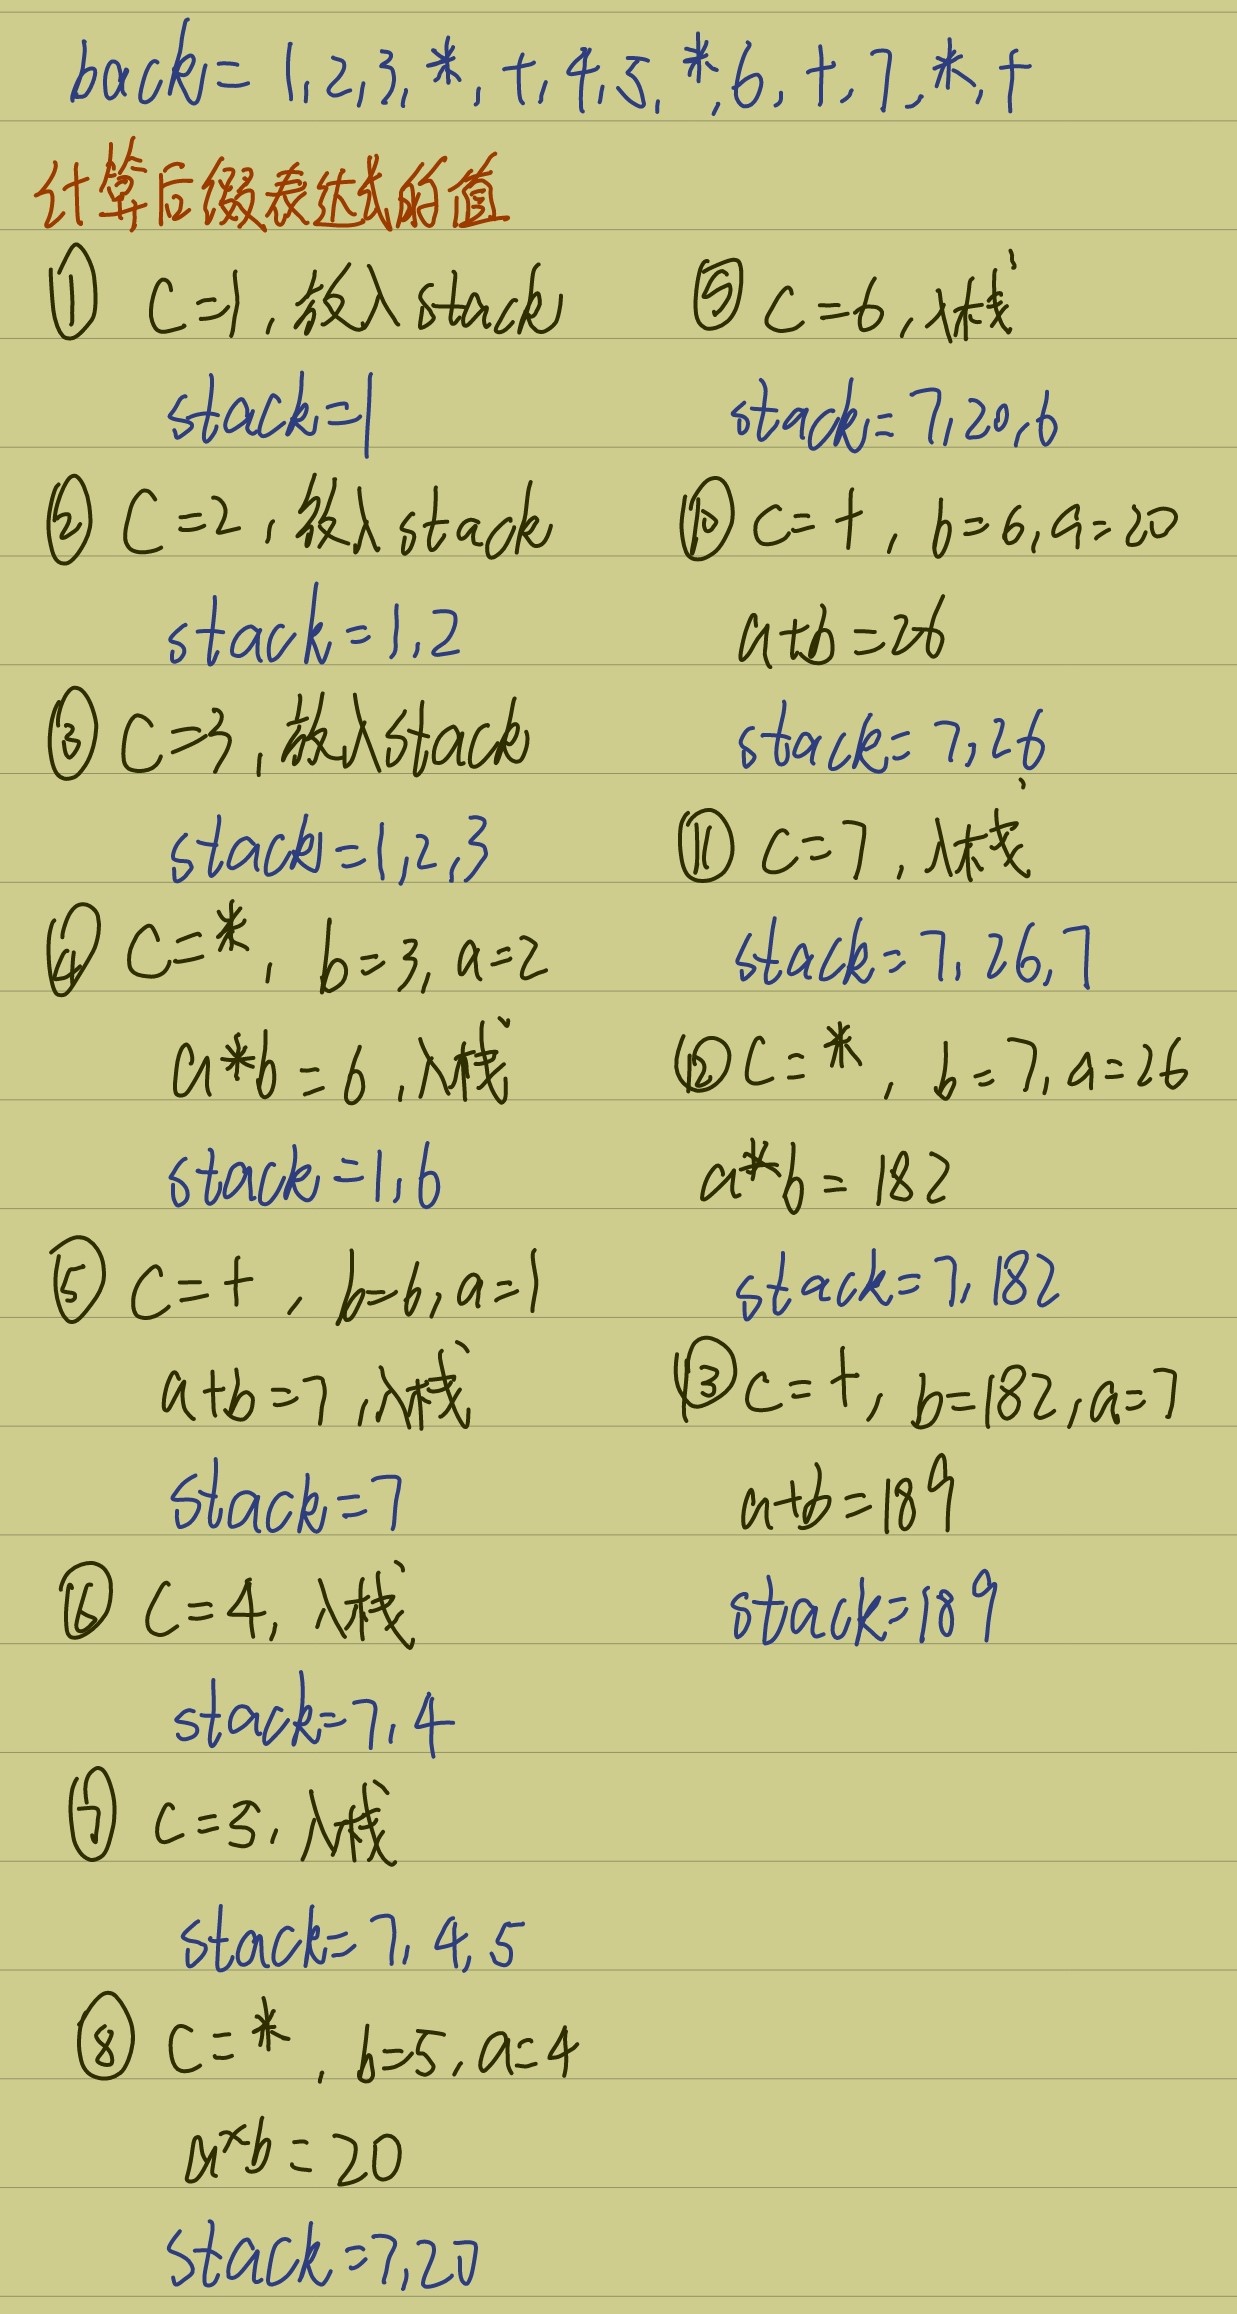 back = 1,2,3,*,+,4,5,*,6,+,7,*,+
计算后缀表达式的值
① C=1,放入stack
stack=1
② C=2,放入stack
stack=1,2
③ C=3,放入stack
stack=1,2,3
④ C=*, b=3, a=2
a*b=6,入栈
stack=1,6
⑤ C=+, b=6, a=1
a+b=7,入栈
stack=7
⑥ C=4,入栈
stack=7,4
⑦ C=5,入栈
stack=7,4,5
⑧ C=*, b=5, a=4
a×b=20
stack=7,20
⑨ C=6,入栈
stack=7,20,6
⑩ C=+, b=6, a=20
a+b=26
stack=7,26
⑪ C=7,入栈
stack=7,26,7
⑫ C=*, b=7, a=26
a*b=182
stack=7,182
⑬ C=+, b=182, a=7
a+b=189
stack=189